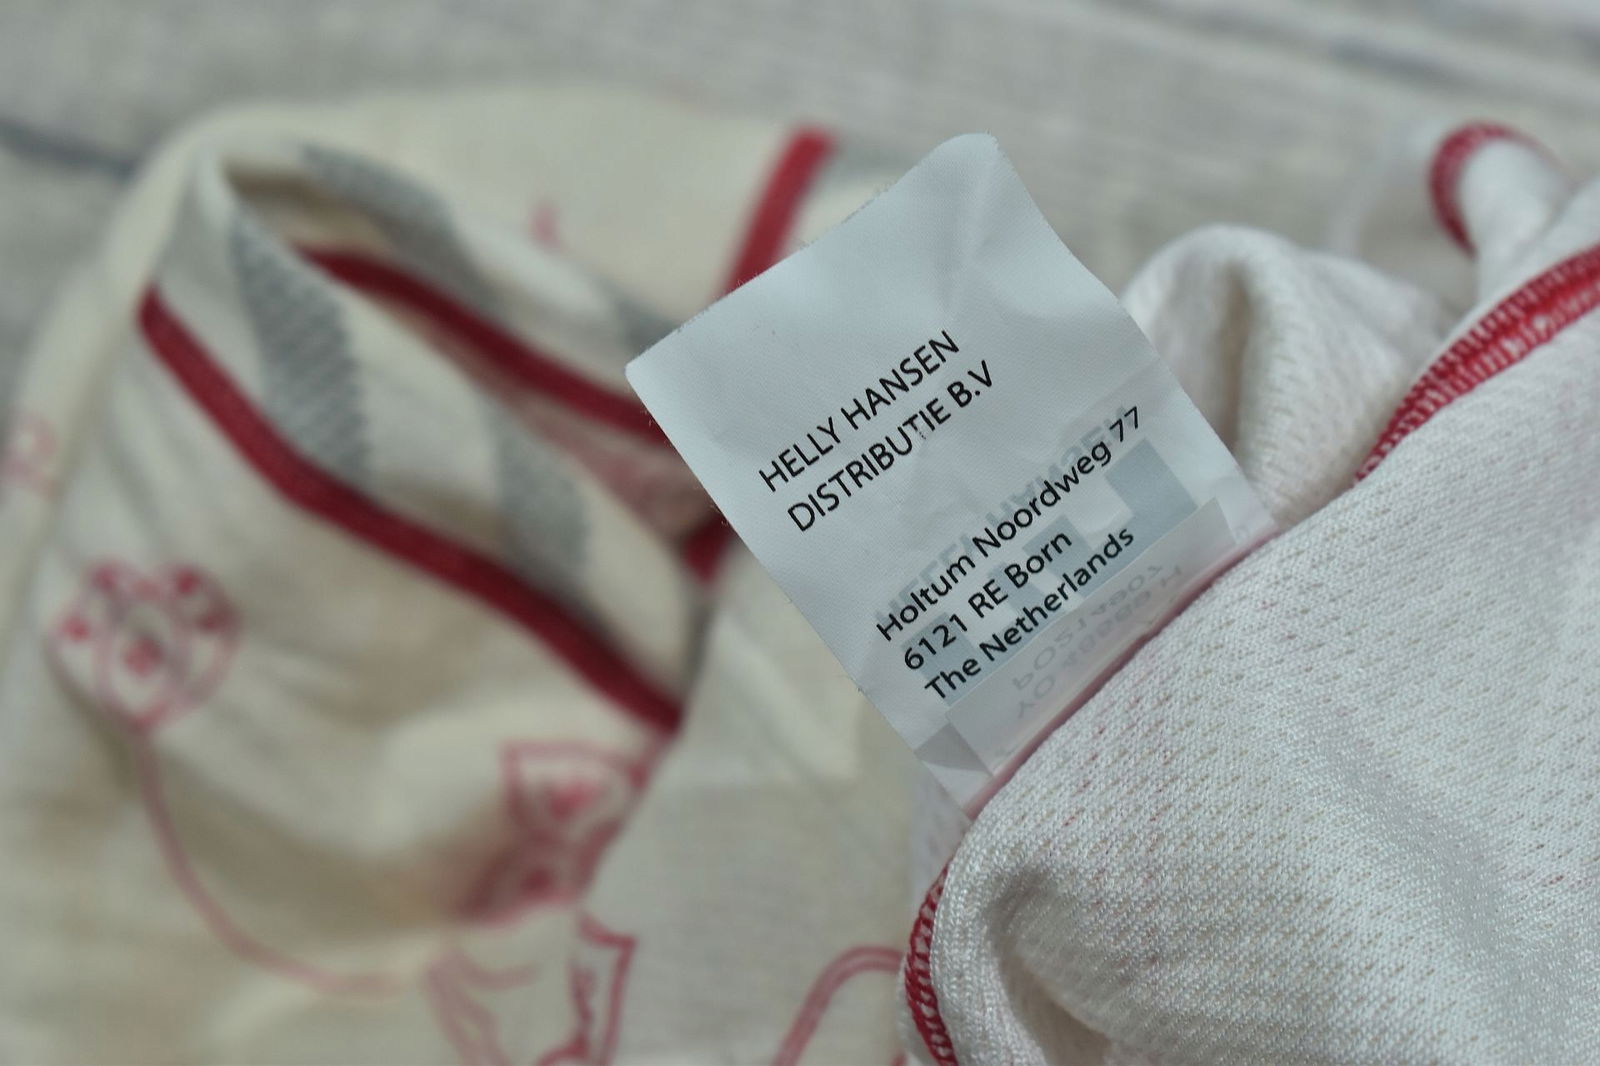 HELLY HANSEN
DISTRIBUTIE B.V
Holtum Noordweg 77
6121 RE Born
The Netherlands